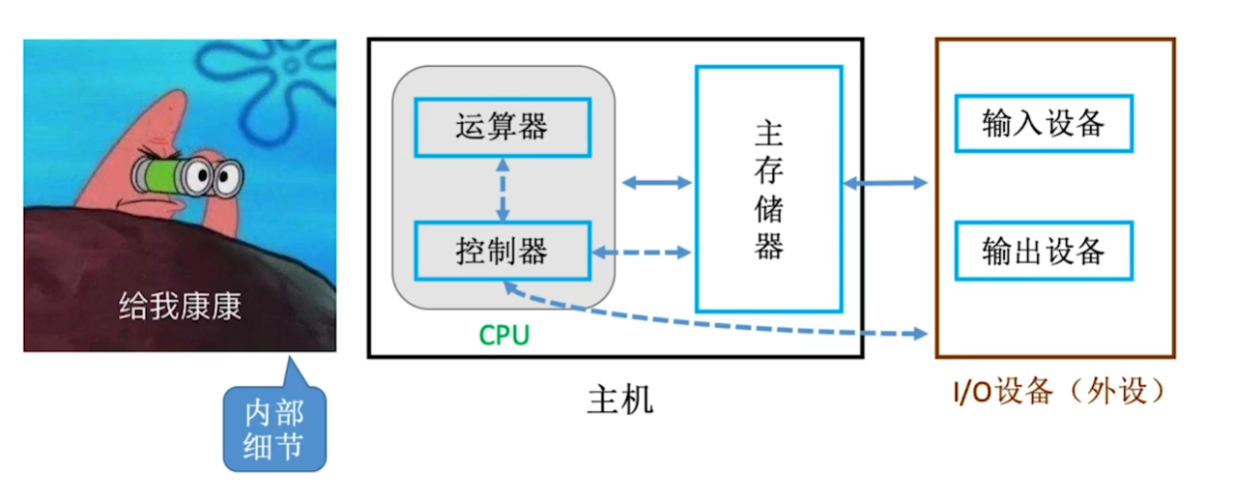 给我康康
内部
细节
运算器
控制器
CPU
主
存
储
器
主机
输入设备
输出设备
I/O设备（外设）